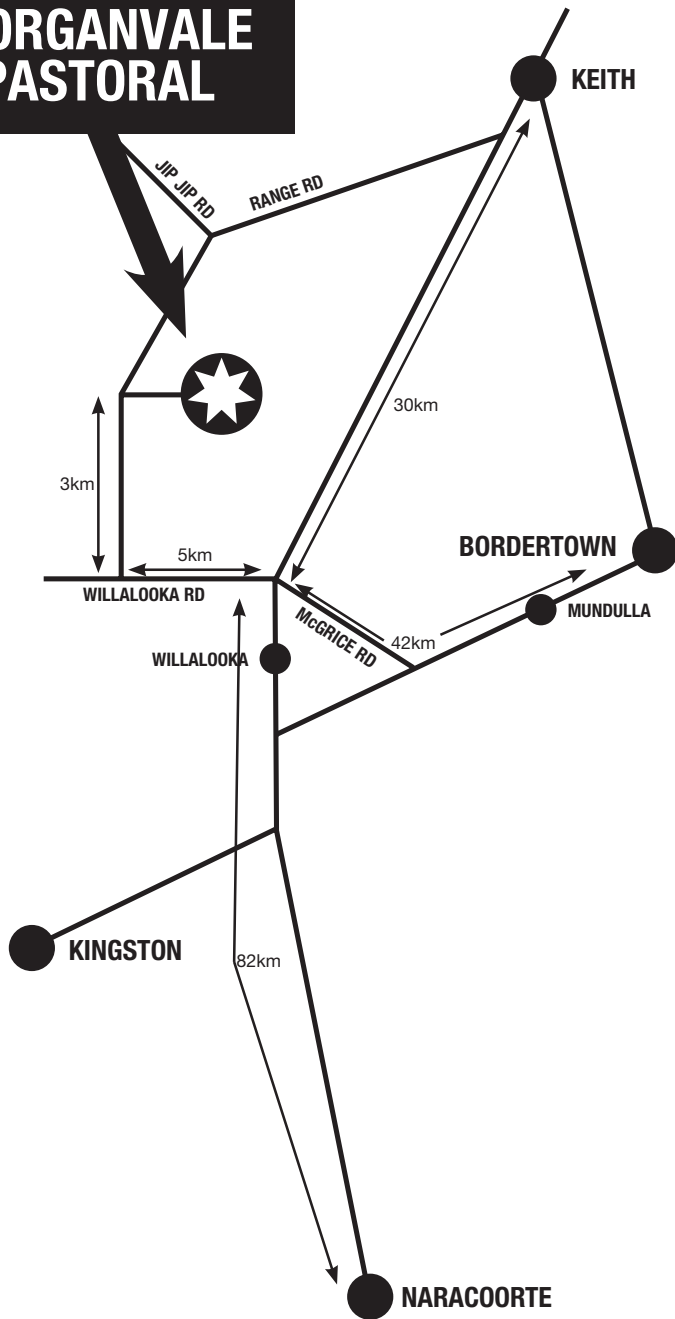 ORGANVALE
PASTORAL
KEITH
JIP JIP RD
RANGE RD
30km
3km
5km
BORDERTOWN
WILLALOOKA RD
MUNDULLA
McGRICE RD
42km
WILLALOOKA
KINGSTON
82km
NARACOORTE